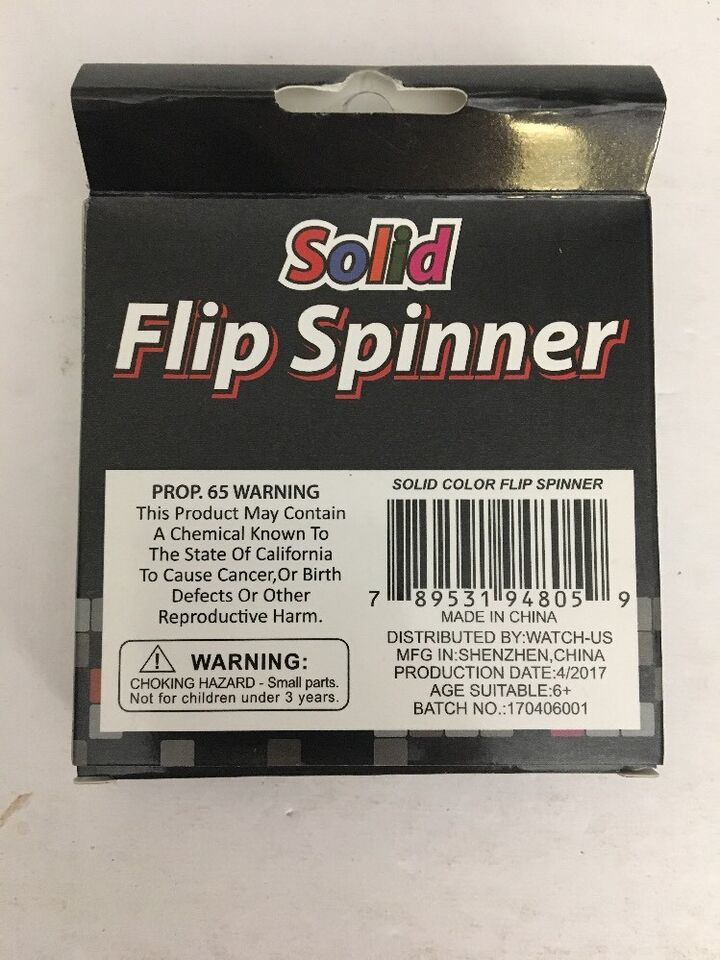 Solid
Flip Spinner
PROP. 65 WARNING
This Product May Contain
A Chemical Known To
The State Of California
To Cause Cancer,Or Birth
Defects Or Other
Reproductive Harm.
WARNING:
CHOKING HAZARD - Small parts.
Not for children under 3 years.
SOLID COLOR FLIP SPINNER
7 89531 94805 9
MADE IN CHINA
DISTRIBUTED BY:WATCH-US
MFG IN:SHENZHEN,CHINA
PRODUCTION DATE:4/2017
AGE SUITABLE:6+
BATCH NO.:170406001